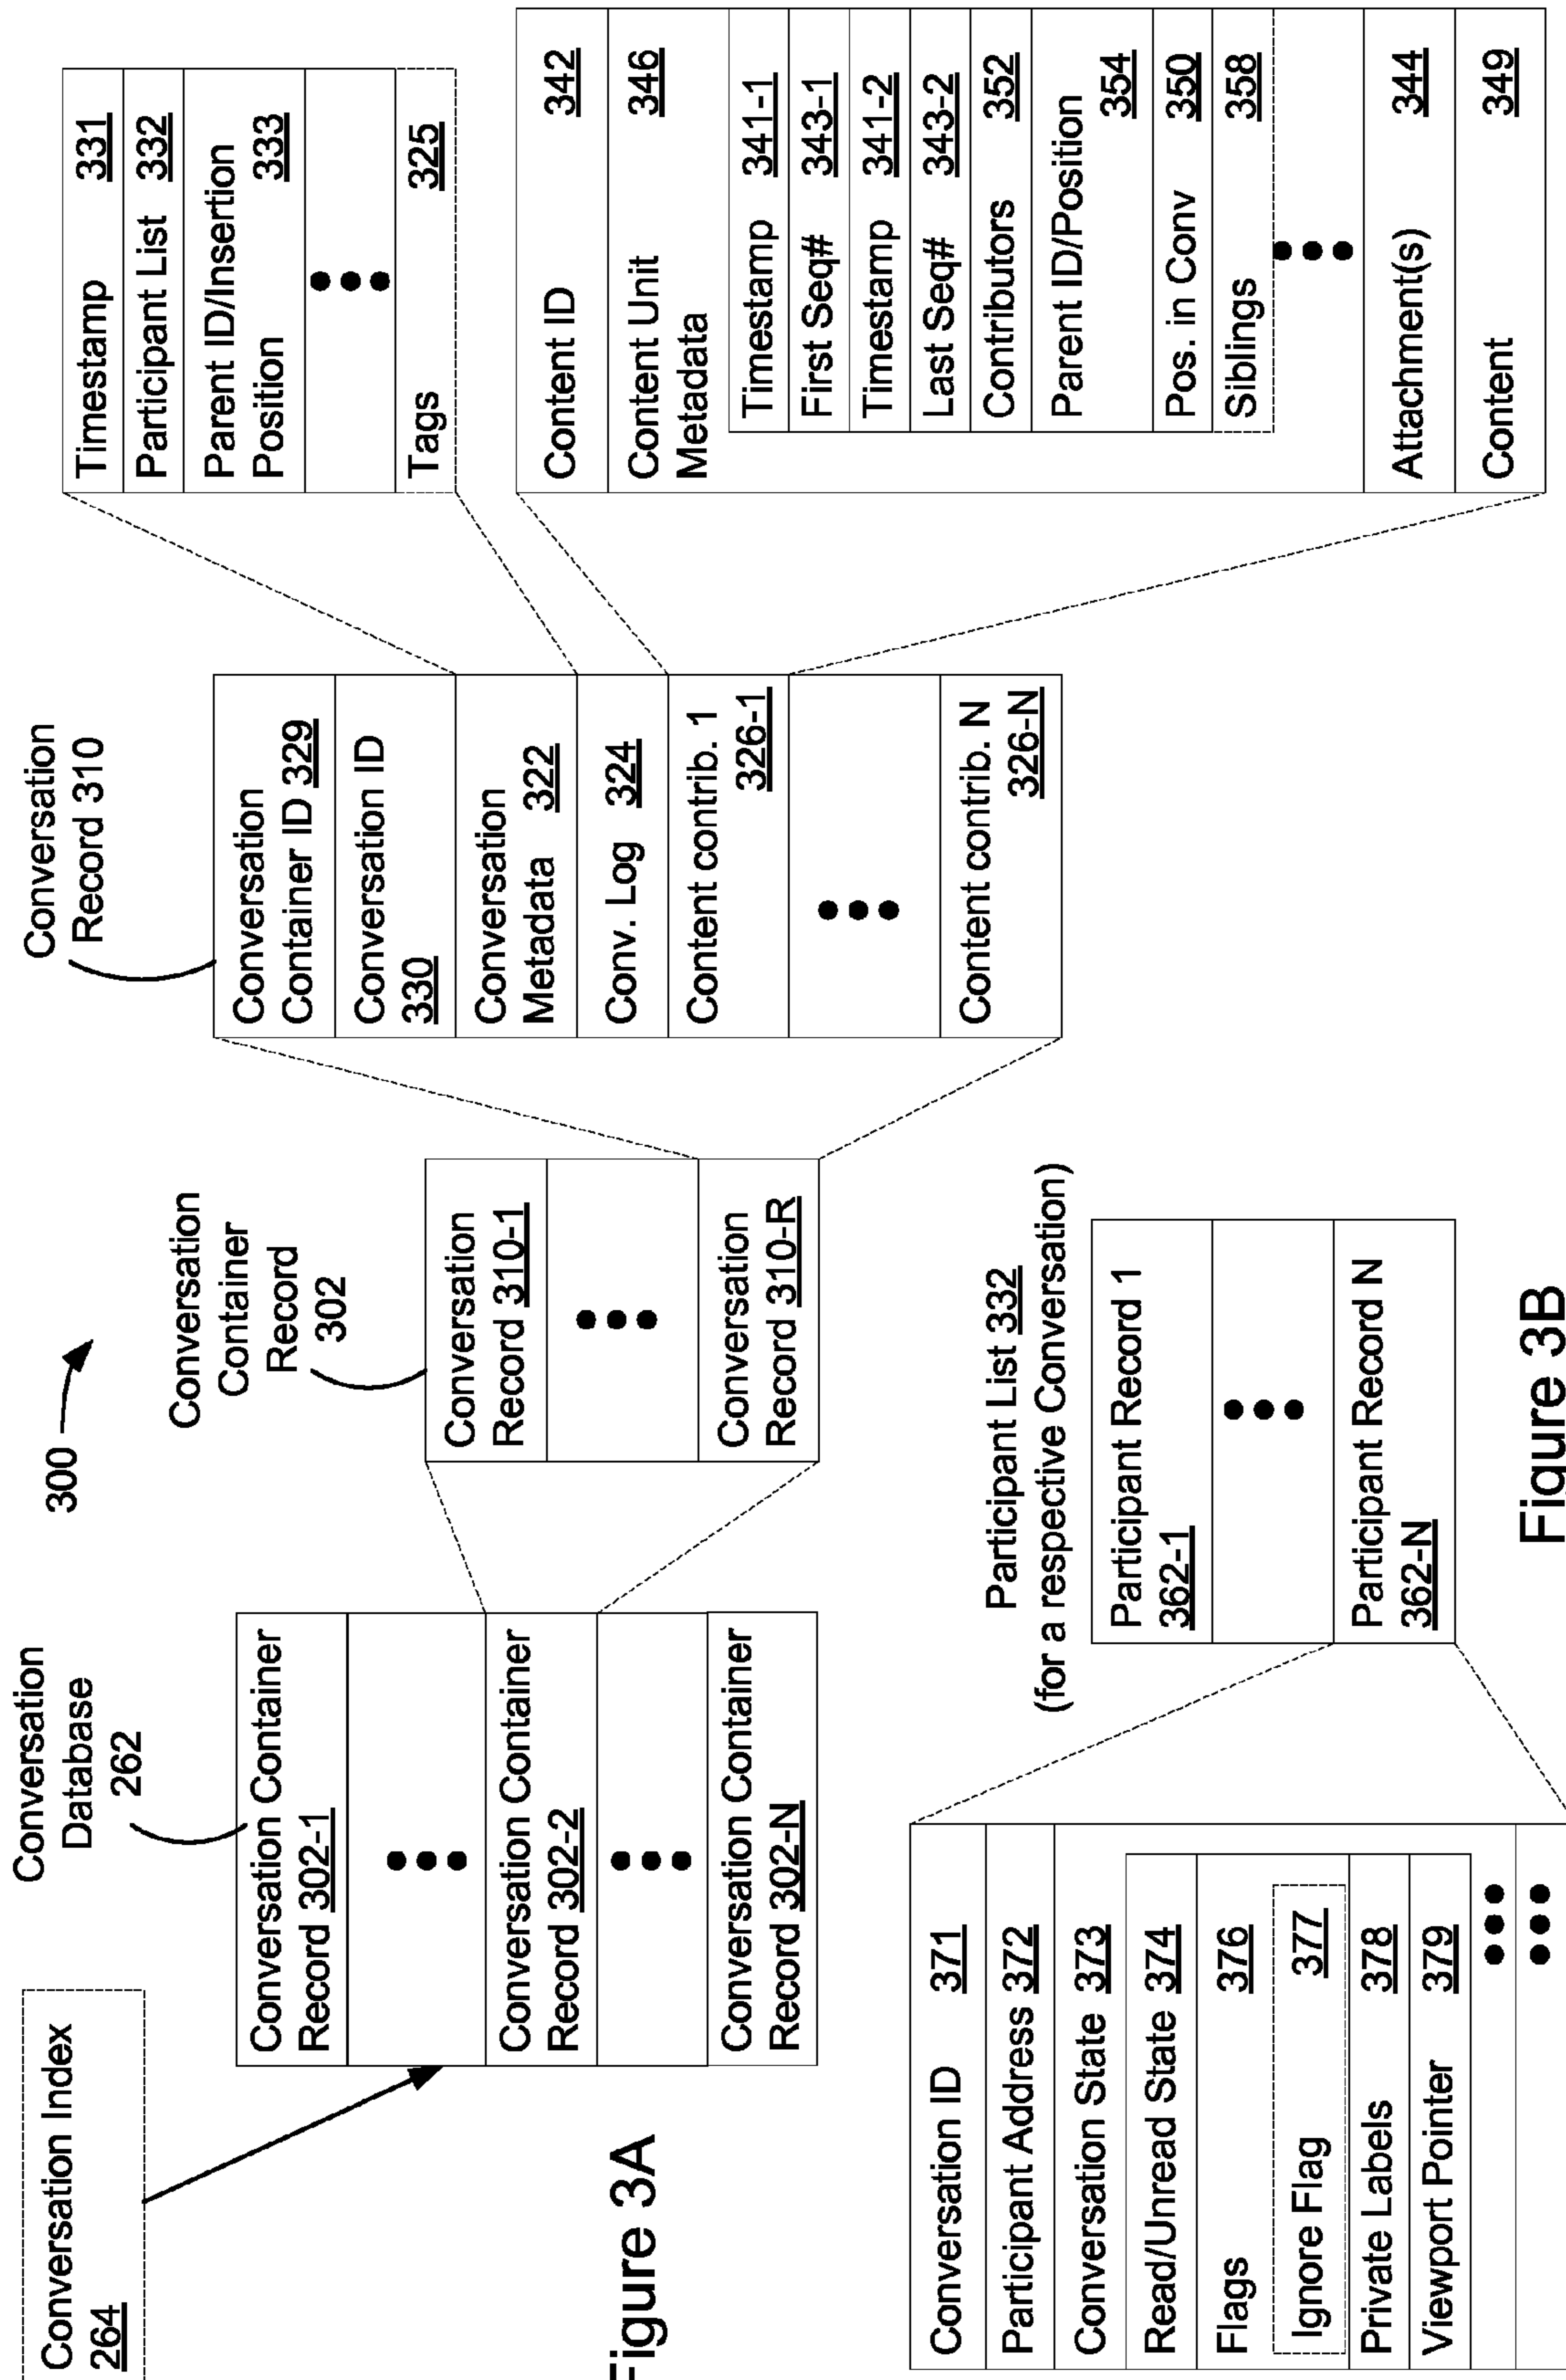 300
Conversation Index
264
Conversation
Database
262
Conversation Container
Record 302-1
Conversation Container
Record 302-2
Conversation Container
Record 302-N
Conversation
Container
Record
302
Conversation
Record 310-1
Conversation
Record 310-R
Conversation
Record 310
Conversation
Container ID 329
Conversation ID
330
Conversation
Metadata 322
Conv. Log 324
Content contrib. 1
326-1
Content contrib. N
326-N
Timestamp 331
Participant List 332
Parent ID/Insertion
Position 333
Tags 325
Content ID 342
Content Unit 346
Metadata
Timestamp 341-1
First Seq# 343-1
Timestamp 341-2
Last Seq# 343-2
Contributors 352
Parent ID/Position
354
Pos. in Conv 350
Siblings 358
Attachment(s) 344
Content 349
Figure 3A
Participant List 332
(for a respective Conversation)
Participant Record 1
362-1
Participant Record N
362-N
Conversation ID 371
Participant Address 372
Conversation State 373
Read/Unread State 374
Flags 376
Ignore Flag 377
Private Labels 378
Viewport Pointer 379
Figure 3B